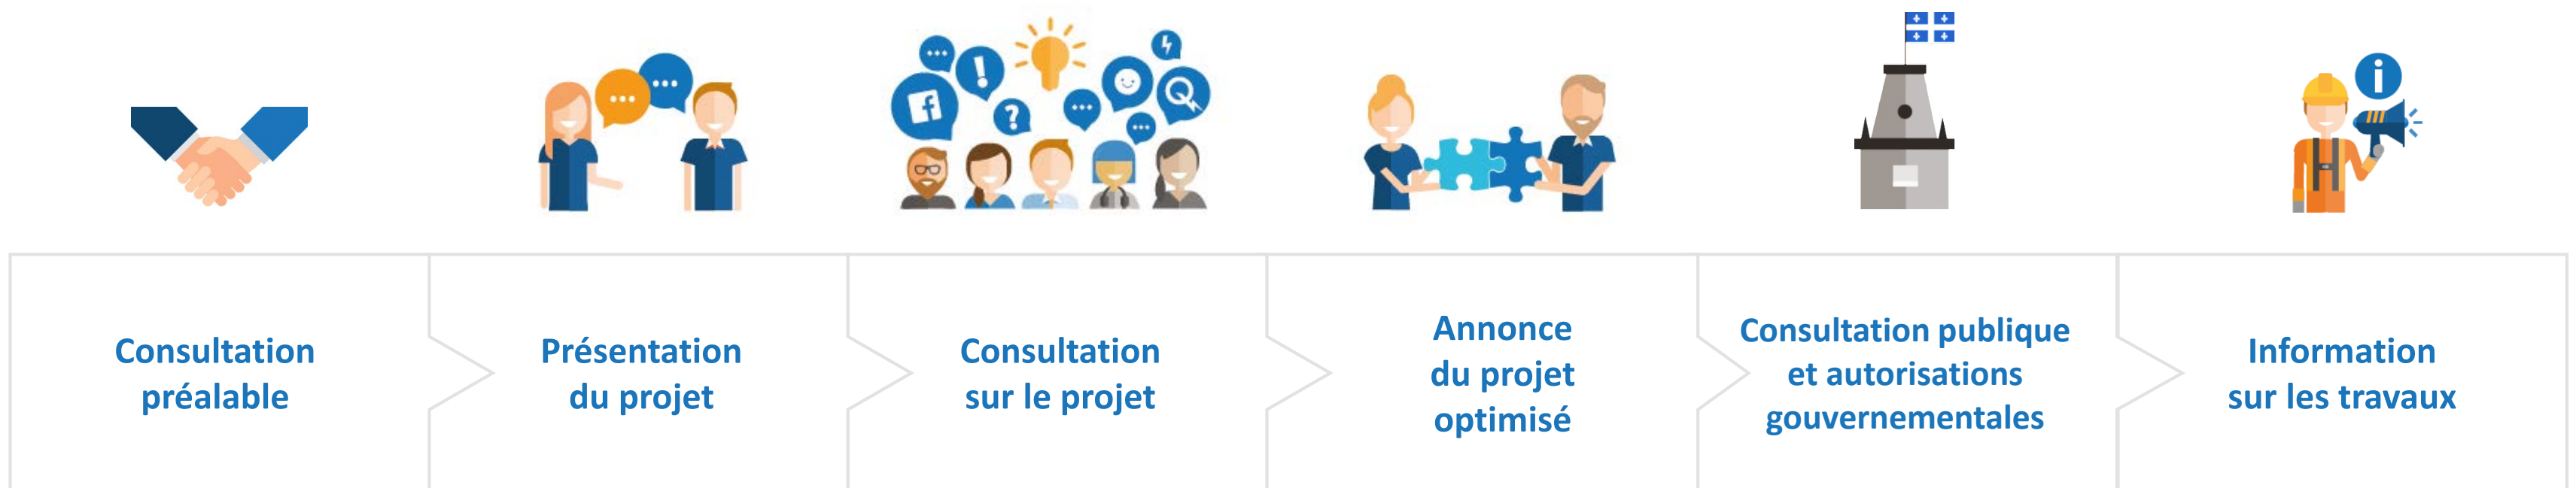 Consultation
préalable
Présentation
du projet
Consultation
sur le projet
Annonce
du projet
optimisé
Consultation publique
et autorisations
gouvernementales
Information
sur les travaux